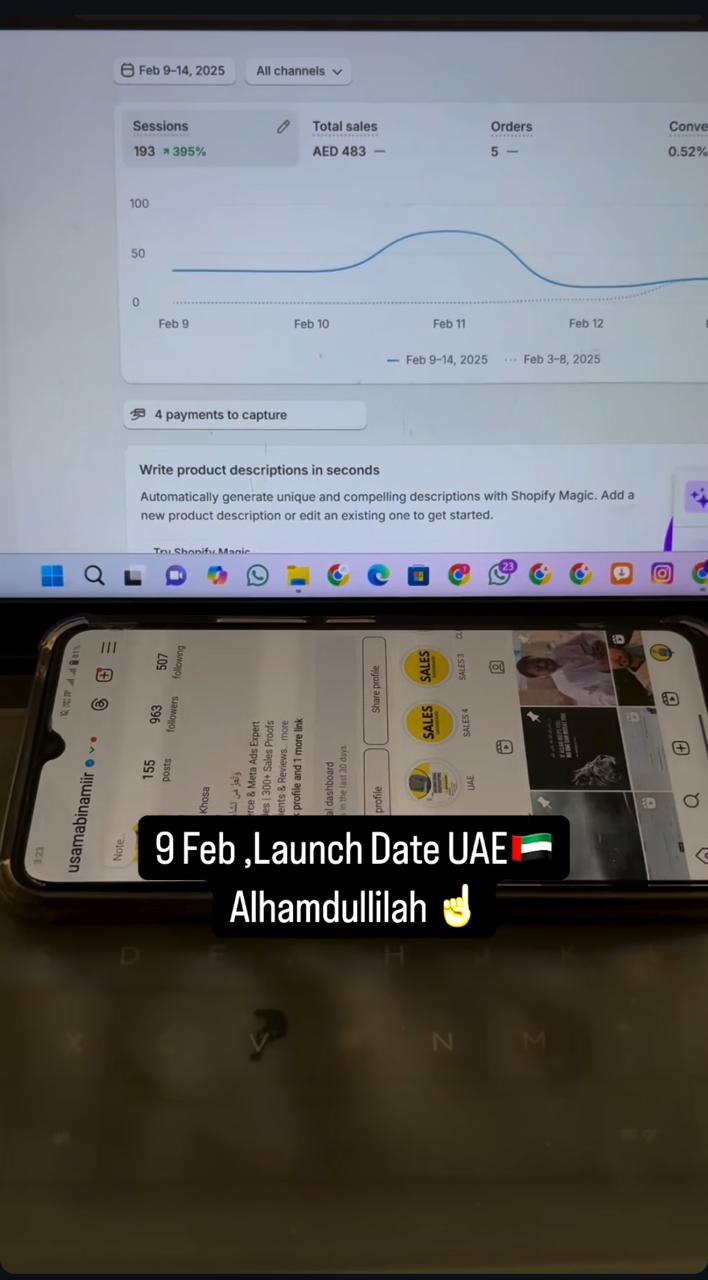 Feb 9–14, 2025
All channels
Sessions
193 395%
Total sales
AED 483 —
Orders
5 —
Conve
0.52%
100
50
0
Feb 9
Feb 10
Feb 11
Feb 12
Feb 9–14, 2025
Feb 3–8, 2025
4 payments to capture
Write product descriptions in seconds
Automatically generate unique and compelling descriptions with Shopify Magic. Add a
new product description or edit an existing one to get started.
Try Shopify Magic
23
3:23
81%
usamabinamiir
Note...
155
posts
963
followers
507
following
Khosa
rce & Meta Ads Expert
les | 300+ Sales Proofs
ents & Reviews... more
profile and 1 more link
al dashboard
in the last 30 days.
profile
Share profile
UAE
SALES
SALES 4
SALES
SALES 3
9 Feb ,Launch Date UAE🇦🇪
Alhamdullilah ☝️
D
F
H
K
L
X
C
V
N
M